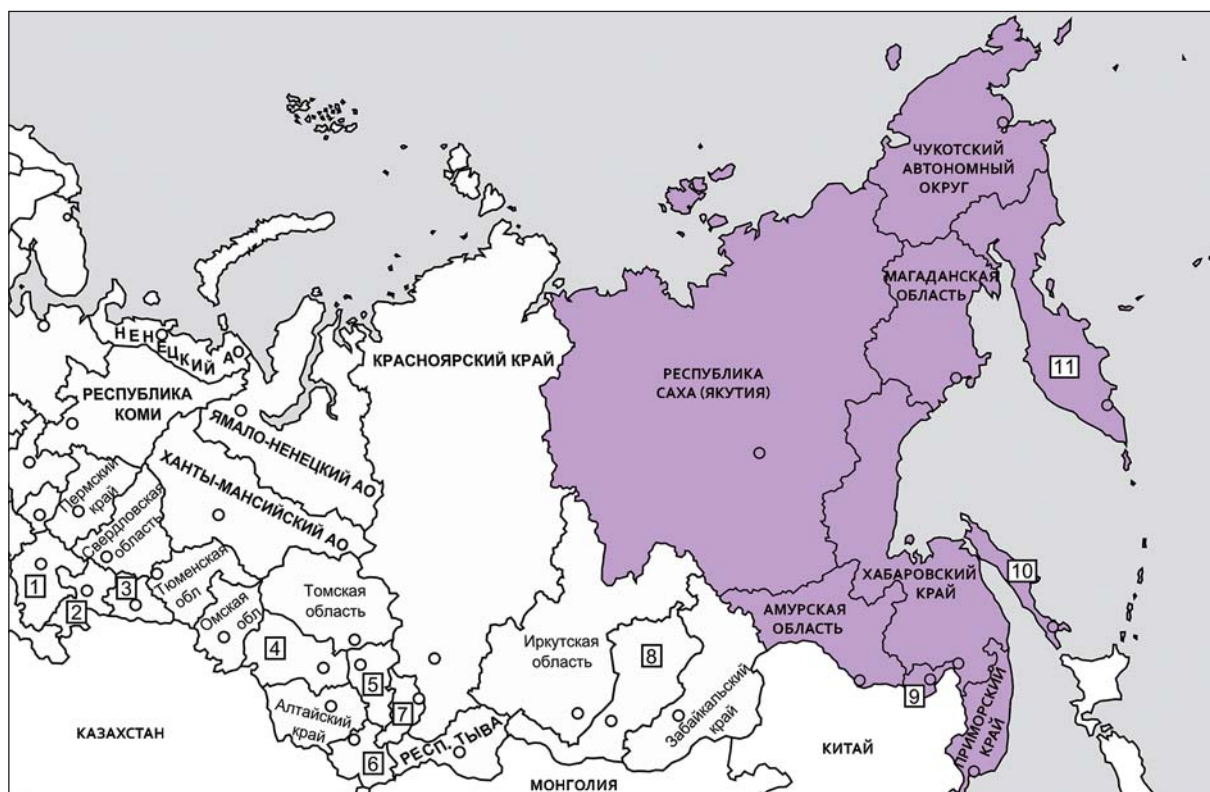 ЧУКОТСКИЙ
АВТОНОМНЫЙ
ОКРУГ
МАГАДАНСКАЯ
ОБЛАСТЬ
НЕНЕЦКИЙ АО
КРАСНОЯРСКИЙ КРАЙ
РЕСПУБЛИКА
САХА (ЯКУТИЯ)
11
РЕСПУБЛИКА
КОМИ
ЯМАЛО-НЕНЕЦКИЙ АО
ХАНТЫ-МАНСИЙСКИЙ АО
Пермский
край
Свердловская
область
1
2
3
Тюменская
обл
Омская
обл
Томская
область
4
5
Алтайский
край
6
7
РЕСП. ТЫВА
Иркутская
область
8
Забайкальский
край
АМУРСКАЯ
ОБЛАСТЬ
ХАБАРОВСКИЙ
КРАЙ
10
9
ПРИМОРСКИЙ
КРАЙ
КАЗАХСТАН
МОНГОЛИЯ
КИТАЙ